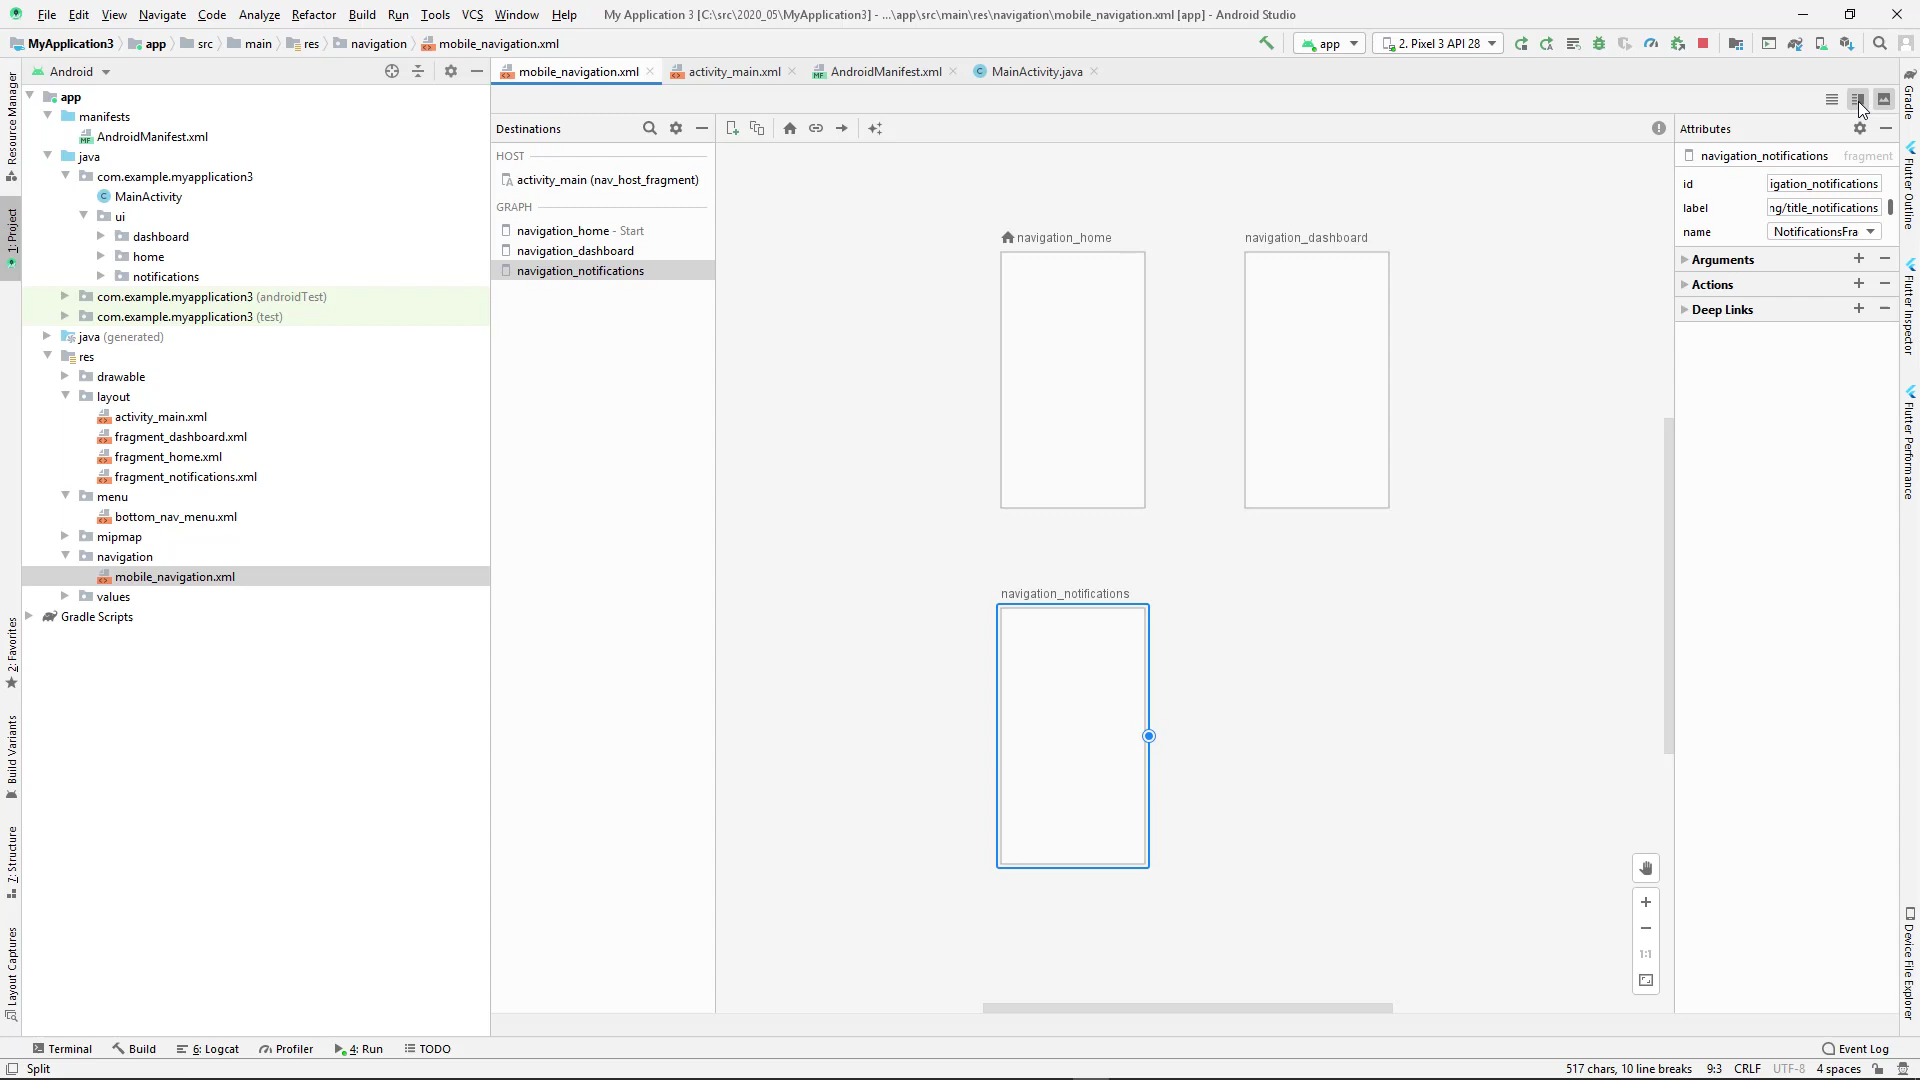 File Edit View Navigate Code Analyze Refactor Build Run Tools VCS Window Help My Application 3 [C:\src\2020_05\MyApplication3] - ...\app\src\main\res\navigation\mobile_navigation.xml [app] - Android Studio
MyApplication3 app src main res navigation mobile_navigation.xml app 2. Pixel 3 API 28
Android mobile_navigation.xml activity_main.xml AndroidManifest.xml MainActivity.java
Resource Manager
1: Project
2: Favorites
Build Variants
7: Structure
Layout Captures
app
manifests
AndroidManifest.xml
java
com.example.myapplication3
MainActivity
ui
dashboard
home
notifications
com.example.myapplication3 (androidTest)
com.example.myapplication3 (test)
java (generated)
res
drawable
layout
activity_main.xml
fragment_dashboard.xml
fragment_home.xml
fragment_notifications.xml
menu
bottom_nav_menu.xml
mipmap
navigation
mobile_navigation.xml
values
Gradle Scripts
Destinations
HOST
activity_main (nav_host_fragment)
GRAPH
navigation_home - Start
navigation_dashboard
navigation_notifications
navigation_home navigation_dashboard
navigation_notifications
1:1
Attributes
navigation_notifications fragment
id igation_notifications
label ng/title_notifications
name NotificationsFra
Arguments
Actions
Deep Links
Gradle
Flutter Outline
Flutter Inspector
Flutter Performance
Device File Explorer
Terminal Build 6: Logcat Profiler 4: Run TODO Event Log
Split 517 chars, 10 line breaks 9:3 CRLF UTF-8 4 spaces